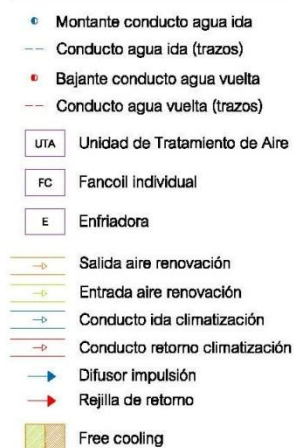 Montante conducto agua ida
Conducto agua ida (trazos)
Bajante conducto agua vuelta
Conducto agua vuelta (trazos)
UTA Unidad de Tratamiento de Aire
FC Fancoil individual
E Enfriadora
Salida aire renovación
Entrada aire renovación
Conducto ida climatización
Conducto retorno climatización
Difusor impulsión
Rejilla de retorno
Free cooling